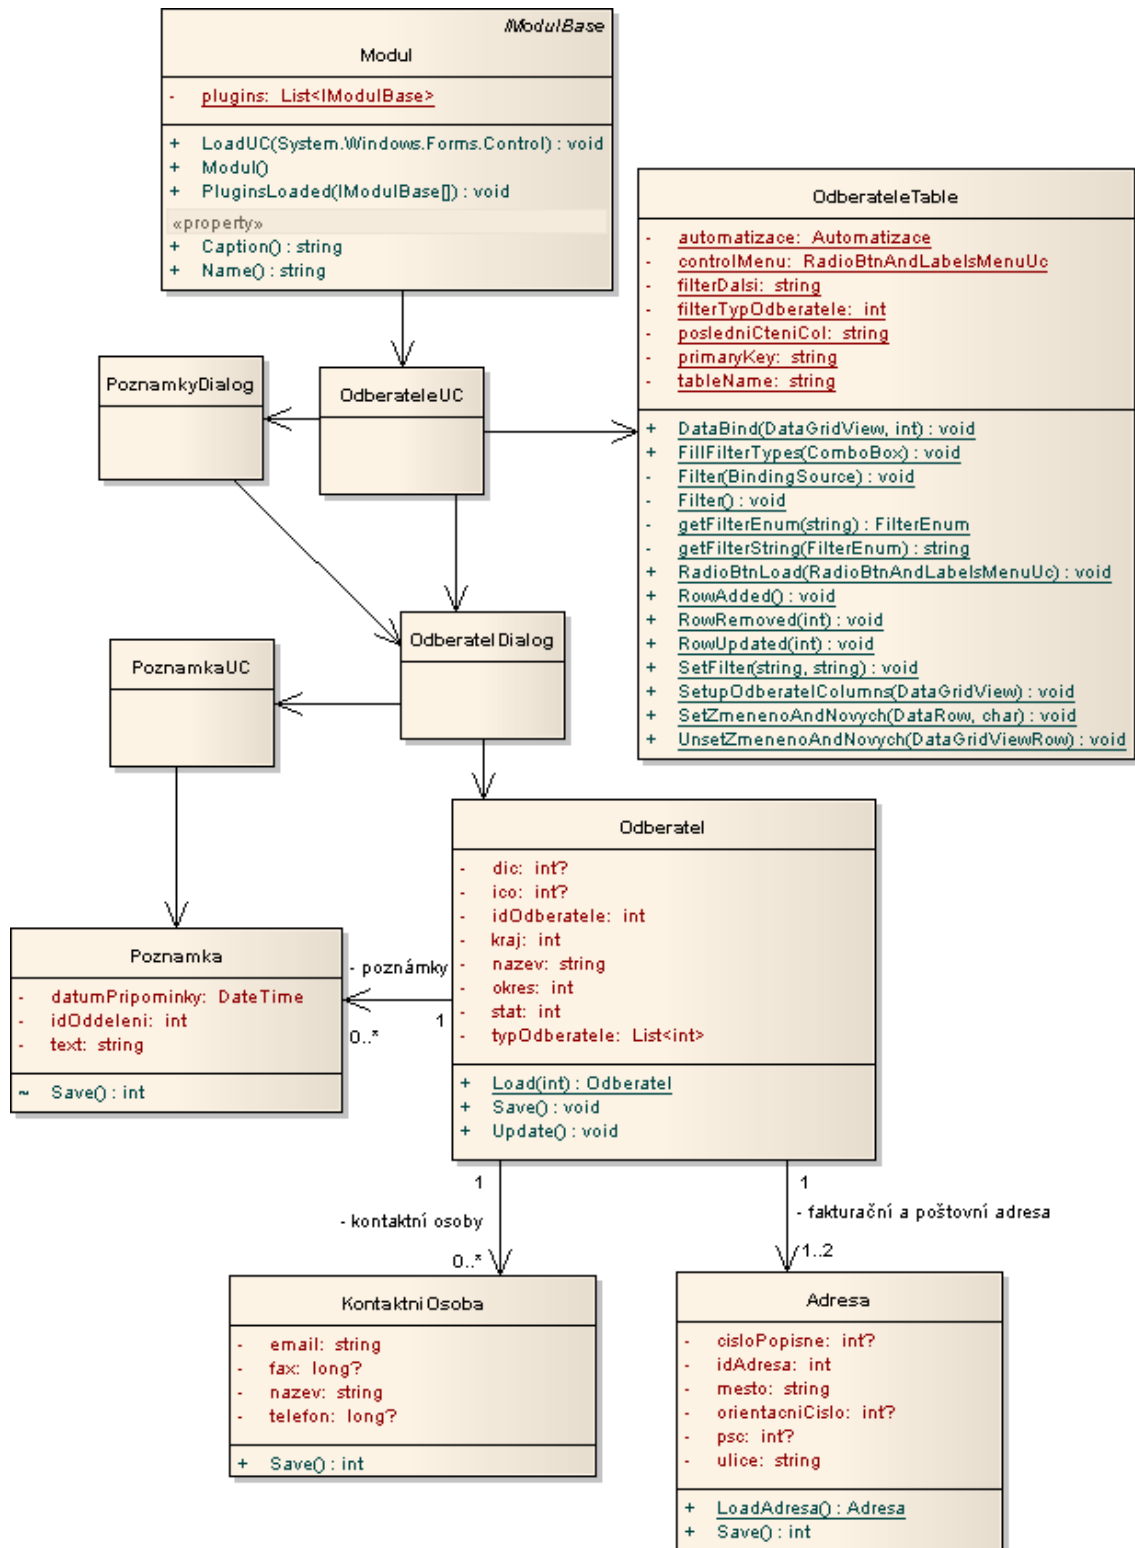 IModulBase
Modul
- plugins: List<IModulBase>
+ LoadUC(System.Windows.Forms.Control) : void
+ Modul()
+ PluginsLoaded(IModulBase[]) : void
«property»
+ Caption() : string
+ Name() : string
OdberateleTable
- automatizace: Automatizace
- controlMenu: RadioBtnAndLabelsMenuUc
- filterDalsi: string
- filterTypOdberatele: int
- posledniCteniCol: string
- primaryKey: string
- tableName: string
+ DataBind(DataGridView, int) : void
+ FillFilterTypes(ComboBox) : void
- Filter(BindingSource) : void
- Filter() : void
- getFilterEnum(string) : FilterEnum
- getFilterString(FilterEnum) : string
+ RadioBtnLoad(RadioBtnAndLabelsMenuUc) : void
+ RowAdded() : void
+ RowRemoved(int) : void
+ RowUpdated(int) : void
+ SetFilter(string, string) : void
+ SetupOdberatelColumns(DataGridView) : void
+ SetZmenenoAndNovych(DataRow, char) : void
+ UnsetZmenenoAndNovych(DataGridViewRow) : void
PoznamkyDialog
OdberateleUC
OdberatelDialog
PoznamkaUC
Odberatel
- dic: int?
- ico: int?
- idOdberatele: int
- kraj: int
- nazev: string
- okres: int
- stat: int
- typOdberatele: List<int>
+ Load(int) : Odberatel
+ Save() : void
+ Update() : void
Poznamka
- datumPripominky: DateTime
- idOddeleni: int
- text: string
~ Save() : int
- poznámky
1
0..*
1
- kontaktní osoby
0..*
1
- fakturační a poštovní adresa
1..2
KontaktniOsoba
- email: string
- fax: long?
- nazev: string
- telefon: long?
+ Save() : int
Adresa
- cisloPopisne: int?
- idAdresa: int
- mesto: string
- orientacniCislo: int?
- psc: int?
- ulice: string
+ LoadAdresa() : Adresa
+ Save() : int